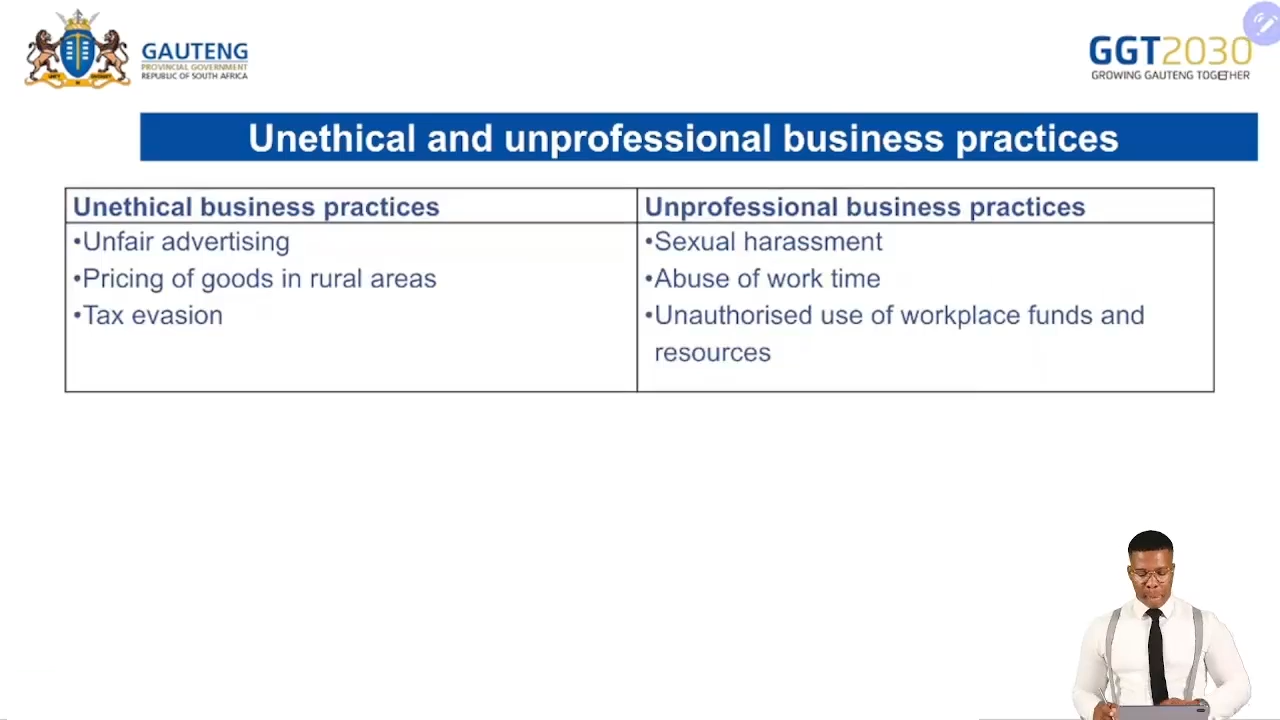 GAUTENG
PROVINCIAL GOVERNMENT
REPUBLIC OF SOUTH AFRICA
GGT2030
GROWING GAUTENG TOGETHER
Unethical and unprofessional business practices
Unethical business practices
•Unfair advertising
•Pricing of goods in rural areas
•Tax evasion
Unprofessional business practices
•Sexual harassment
•Abuse of work time
•Unauthorised use of workplace funds and
resources